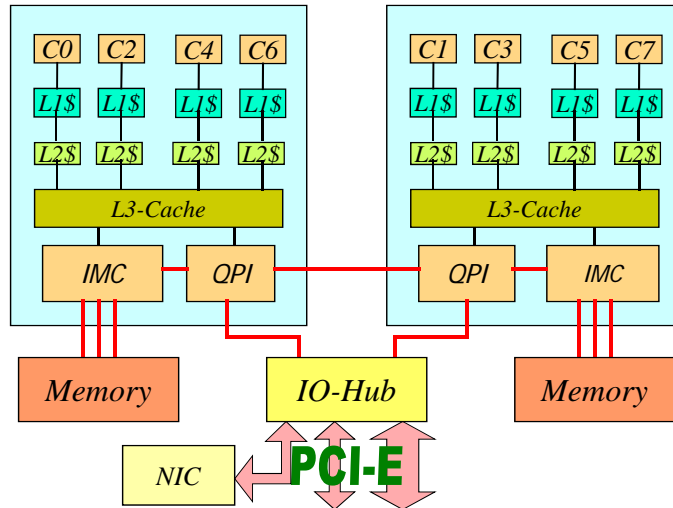 C0 C2 C4 C6 C1 C3 C5 C7
L1$ L1$ L1$ L1$ L1$ L1$ L1$ L1$
L2$ L2$ L2$ L2$ L2$ L2$ L2$ L2$
L3-Cache L3-Cache
IMC QPI QPI IMC
Memory IO-Hub Memory
NIC PCI-E